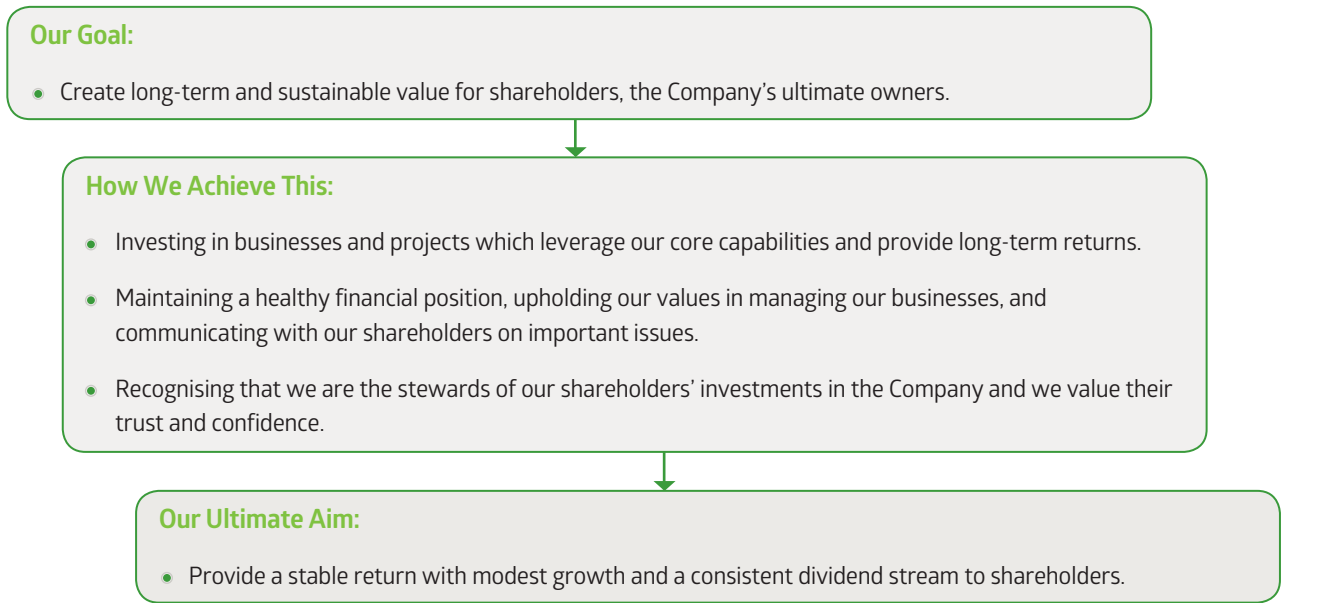 Our Goal:
Create long-term and sustainable value for shareholders, the Company's ultimate owners.
How We Achieve This:
Investing in businesses and projects which leverage our core capabilities and provide long-term returns.
Maintaining a healthy financial position, upholding our values in managing our businesses, and
communicating with our shareholders on important issues.
Recognising that we are the stewards of our shareholders' investments in the Company and we value their
trust and confidence.
Our Ultimate Aim:
Provide a stable return with modest growth and a consistent dividend stream to shareholders.